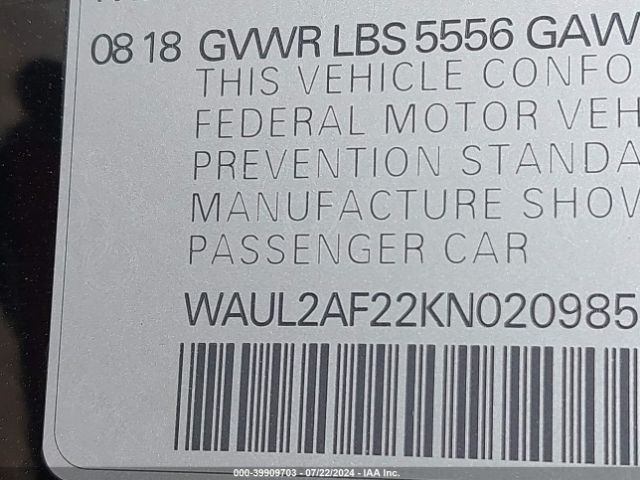 08 18 GVWR LBS 5556 GAW
THIS VEHICLE CONFO
FEDERAL MOTOR VEH
PREVENTION STANDA
MANUFACTURE SHOW
PASSENGER CAR
WAUL2AF22KN020985
000-39909703 - 07/22/2024 - IAA Inc.